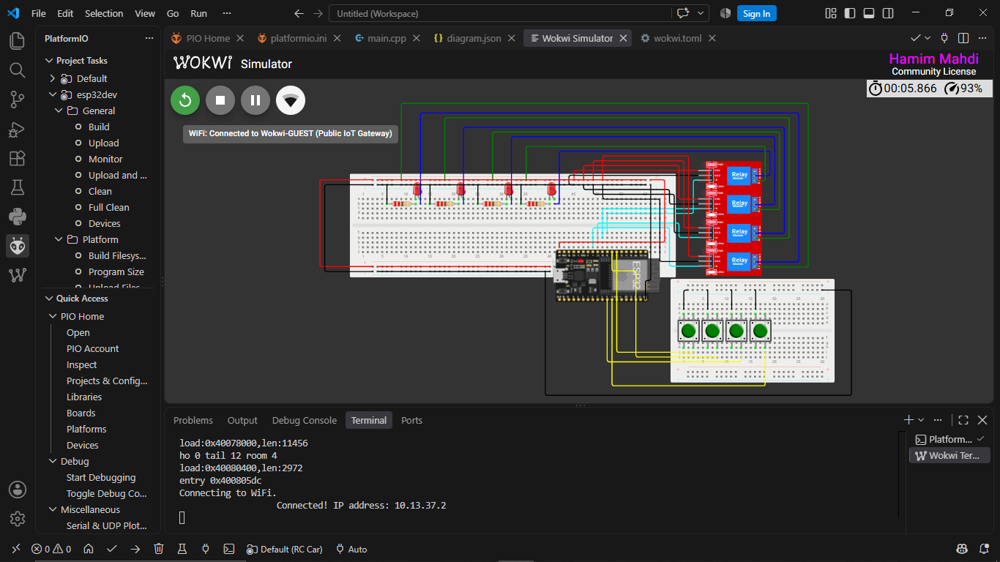 File Edit Selection View Go Run ··· Untitled (Workspace) Sign In
PlatformIO ···
PIO Home platformio.ini main.cpp diagram.json Wokwi Simulator wokwi.toml
Project Tasks
Default
esp32dev
General
Build
Upload
Monitor
Upload and ...
Clean
Full Clean
Devices
Platform
Build Filesys...
Program Size
Upload Files...
Quick Access
PIO Home
Open
PIO Account
Inspect
Projects & Config...
Libraries
Boards
Platforms
Devices
Debug
Start Debugging
Toggle Debug Co...
Miscellaneous
Serial & UDP Plot...
WOKWI Simulator
Hamim Mahdi
Community License
00:05.866 93%
WiFi: Connected to Wokwi-GUEST (Public IoT Gateway)
Relay
Module
Relay
Module
Relay
Module
Relay
Module
ESP32
Problems Output Debug Console Terminal Ports
load:0x40078000,len:11456
ho 0 tail 12 room 4
load:0x40080400,len:2972
entry 0x400805dc
Connecting to WiFi.
Connected! IP address: 10.13.37.2
Platform...
Wokwi Ter...
0 0 Default (RC Car) Auto